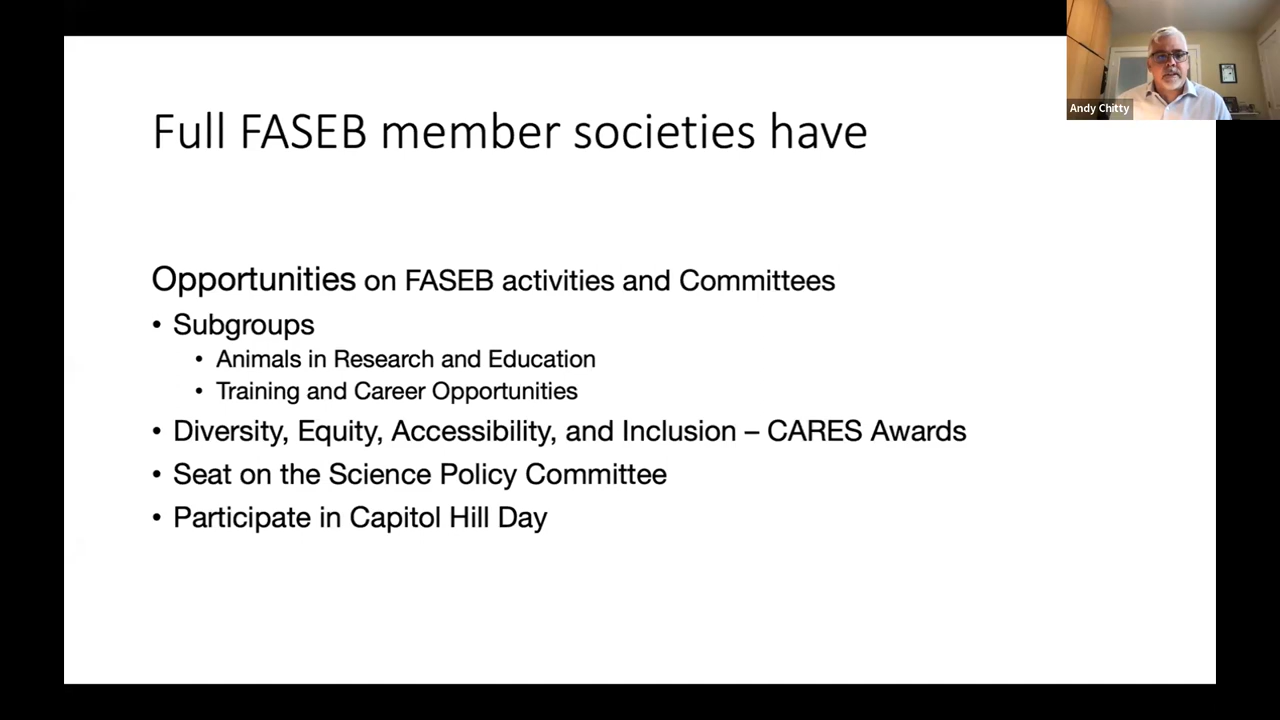 Full FASEB member societies have
Andy Chitty
Opportunities on FASEB activities and Committees
• Subgroups
• Animals in Research and Education
• Training and Career Opportunities
• Diversity, Equity, Accessibility, and Inclusion – CARES Awards
• Seat on the Science Policy Committee
• Participate in Capitol Hill Day